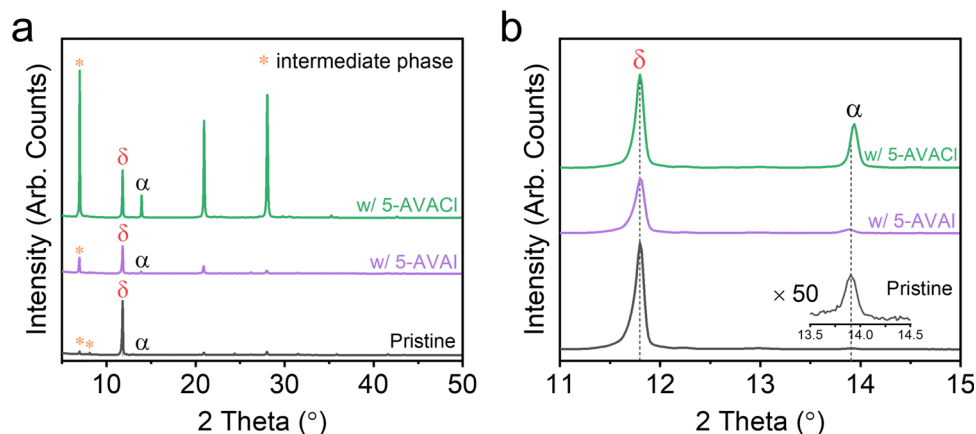 a
Intensity (Arb. Counts)
*
* intermediate phase
δ
α
w/ 5-AVACl
*
δ
α
w/ 5-AVAI
δ
* *
α
Pristine
10 20 30 40 50
2 Theta (°)
b
Intensity (Arb. Counts)
δ
α
w/ 5-AVACl
w/ 5-AVAI
× 50
Pristine
13.5 14.0 14.5
11 12 13 14 15
2 Theta (°)